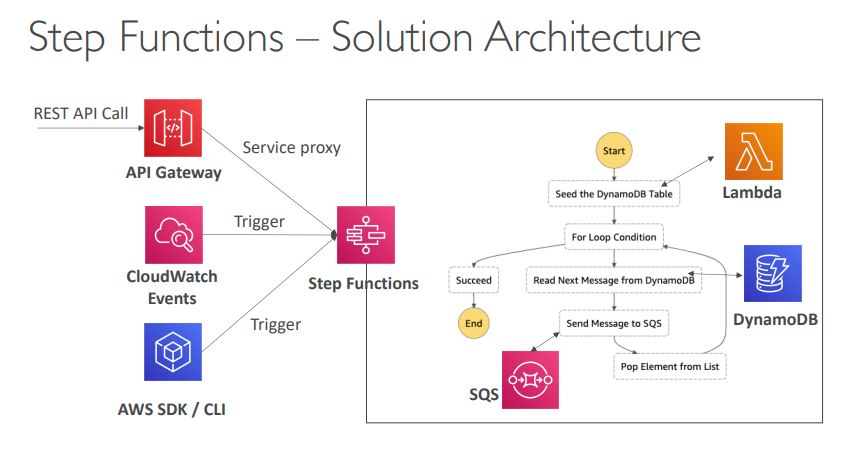 Step Functions – Solution Architecture
REST API Call
API Gateway
Service proxy
CloudWatch
Events
Trigger
AWS SDK / CLI
Trigger
Step Functions
Start
Seed the DynamoDB Table
Lambda
For Loop Condition
Succeed
Read Next Message from DynamoDB
DynamoDB
End
Send Message to SQS
SQS
Pop Element from List